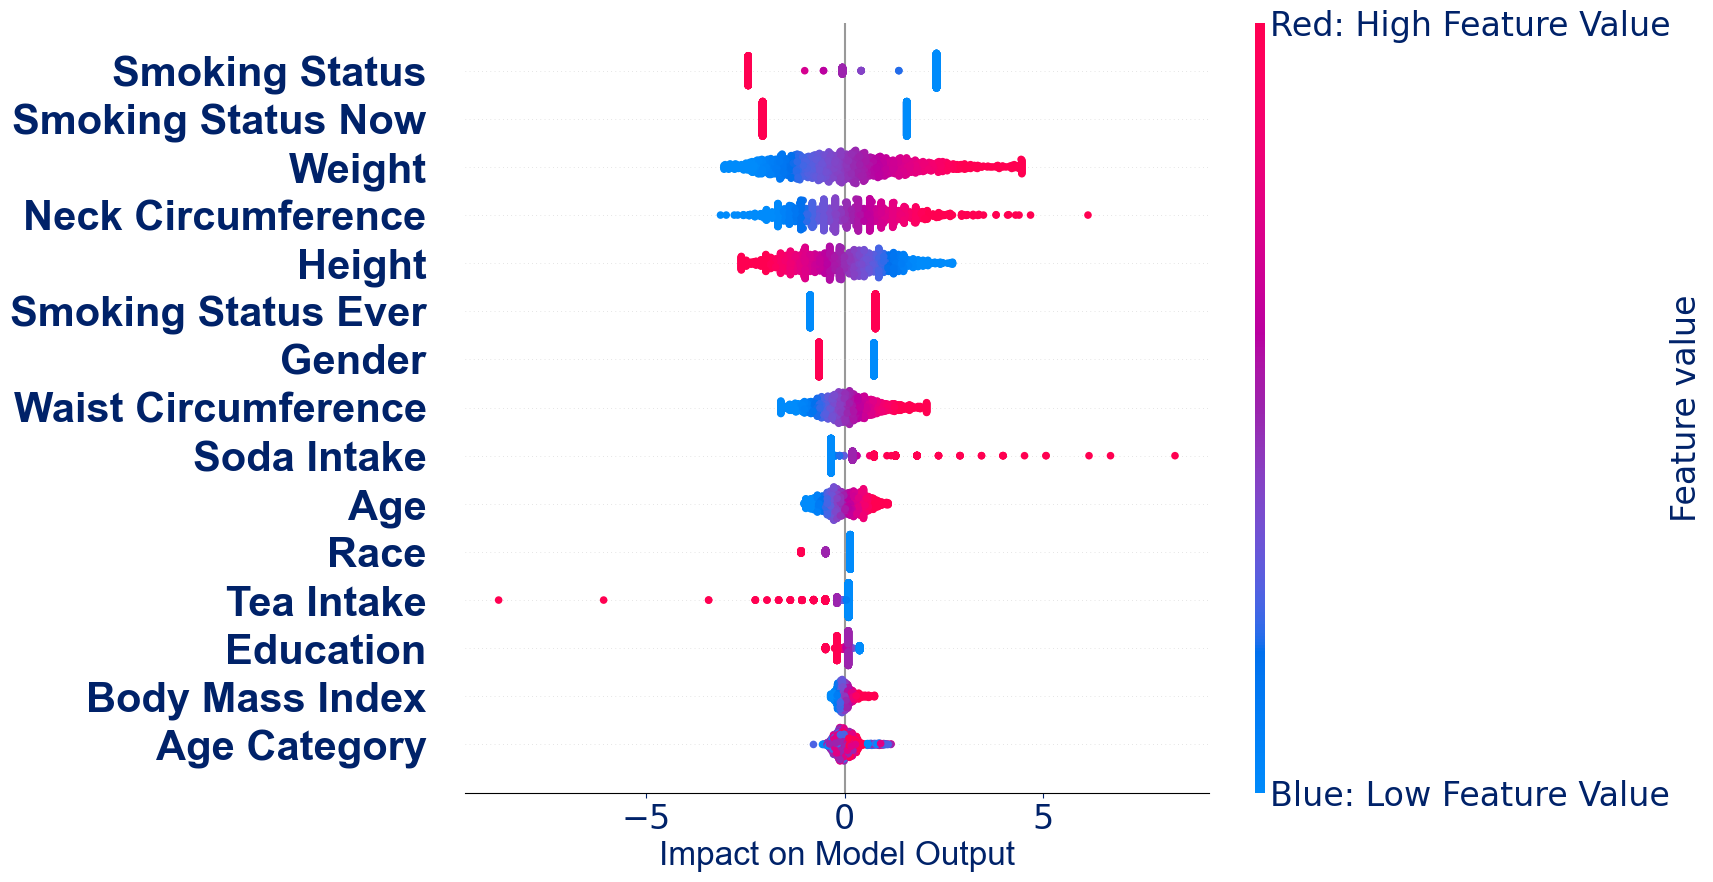 Red: High Feature Value
Smoking Status
Smoking Status Now
Weight
Neck Circumference
Height
Smoking Status Ever
Gender
Waist Circumference
Soda Intake
Age
Race
Tea Intake
Education
Body Mass Index
Age Category
Feature value
Blue: Low Feature Value
−5 0 5
Impact on Model Output